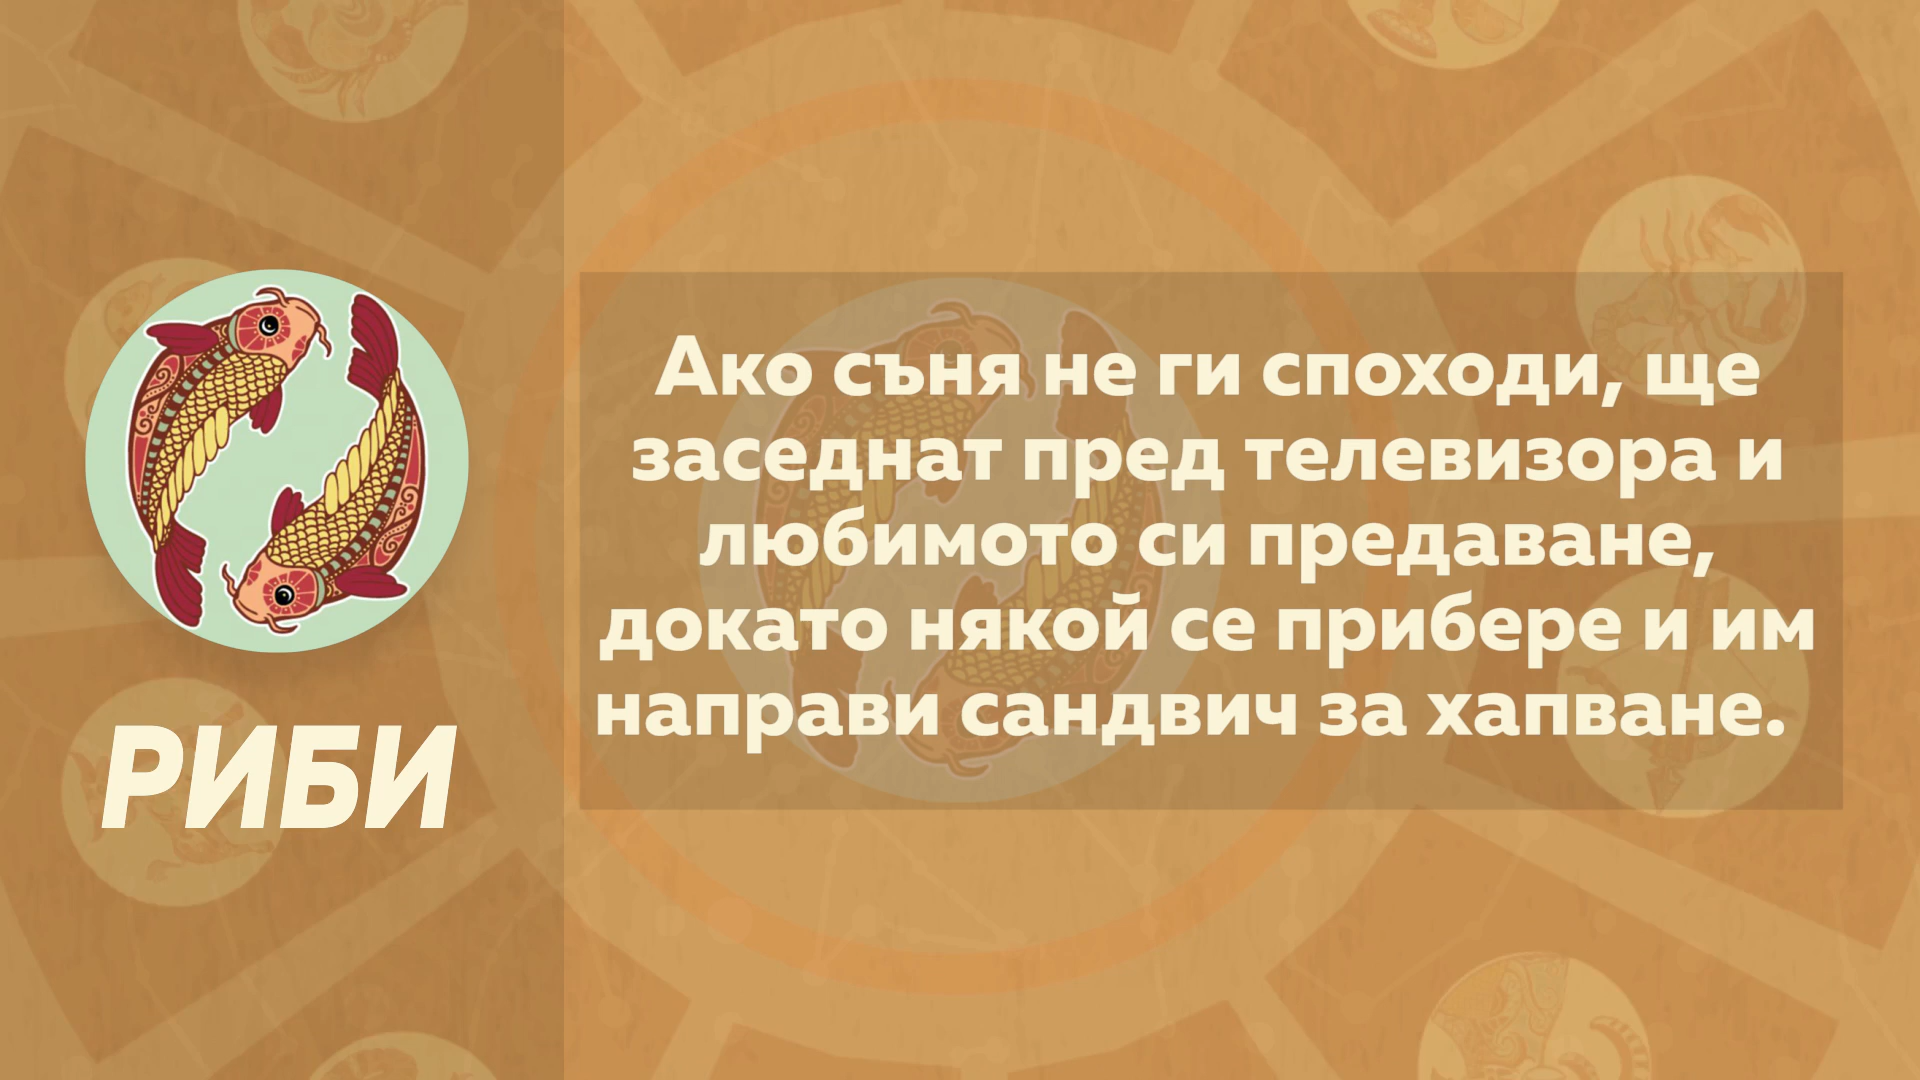 РИБИ
Ако съня не ги споходи, ще
заседнат пред телевизора и
любимото си предаване,
докато някой се прибере и им
направи сандвич за хапване.